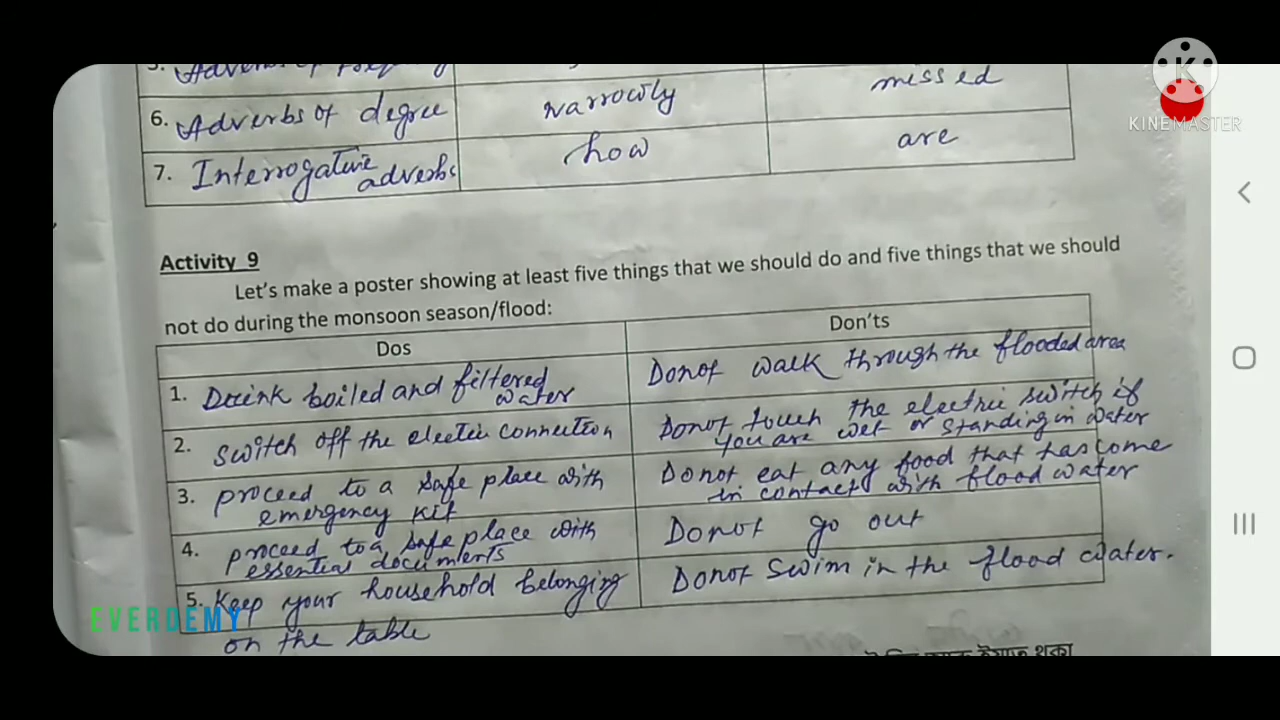 6. Adverbs of degree narrowly missed
7. Interrogative adverbs how are
KINEMASTER
Activity 9
Let's make a poster showing at least five things that we should do and five things that we should
not do during the monsoon season/flood:
Dos Don'ts
1. Drink boiled and filtered
water
Donot walk through the flooded area
2. switch off the electric connection
Donot touch the electric switch if
you are wet or standing in water
3. proceed to a safe place with
emergency kit
Donot eat any food that has come
in contact with flood water
4. proceed to a safe place with
essential documents
Donot go out
5. Keep your household belonging
on the table
Donot swim in the flood water.
EVERDEMY